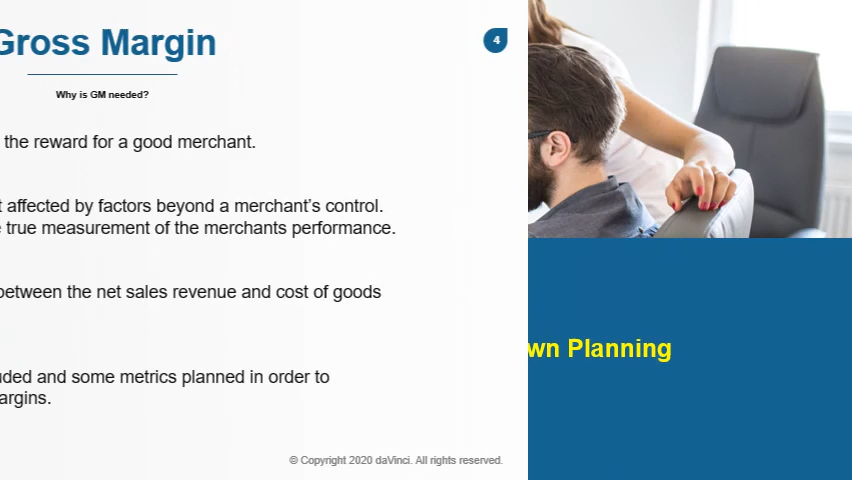 Gross Margin
4
Why is GM needed?
the reward for a good merchant.
affected by factors beyond a merchant's control.
true measurement of the merchants performance.
between the net sales revenue and cost of goods
wn Planning
uded and some metrics planned in order to
argins.
© Copyright 2020 daVinci. All rights reserved.